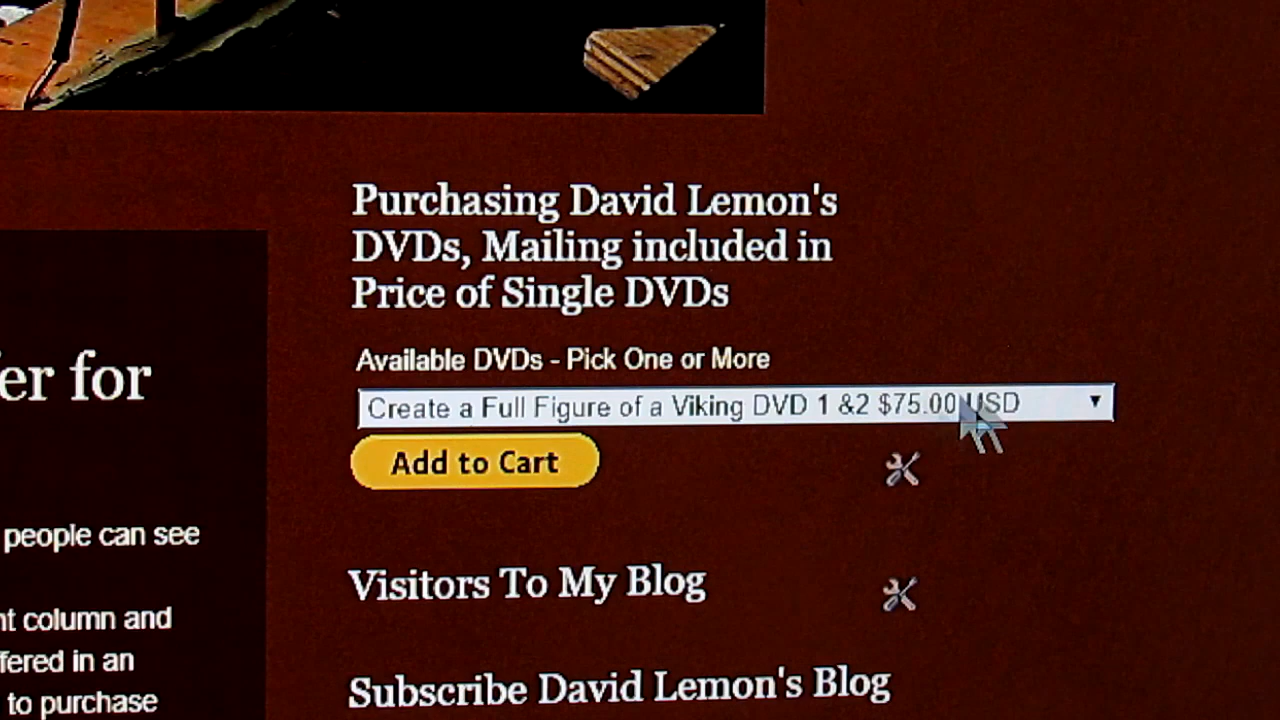 Purchasing David Lemon's
DVDs, Mailing included in
Price of Single DVDs
Available DVDs - Pick One or More
Create a Full Figure of a Viking DVD 1 &2 $75.00 USD
Add to Cart
Visitors To My Blog
Subscribe David Lemon's Blog
er for
people can see
nt column and
fered in an
to purchase